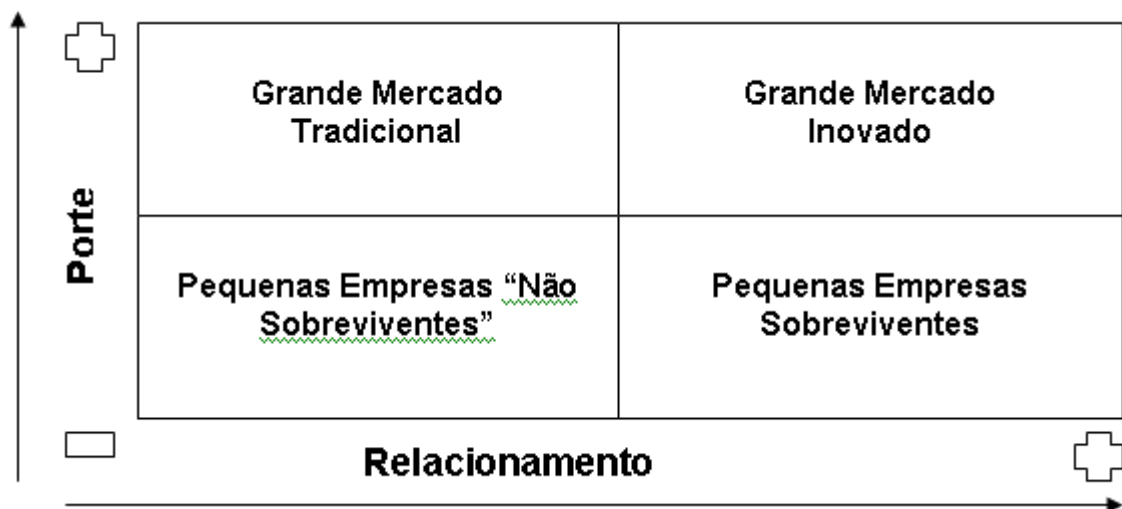 Grande Mercado
Tradicional
Grande Mercado
Inovado
Porte
Pequenas Empresas “Não
Sobreviventes”
Pequenas Empresas
Sobreviventes
Relacionamento